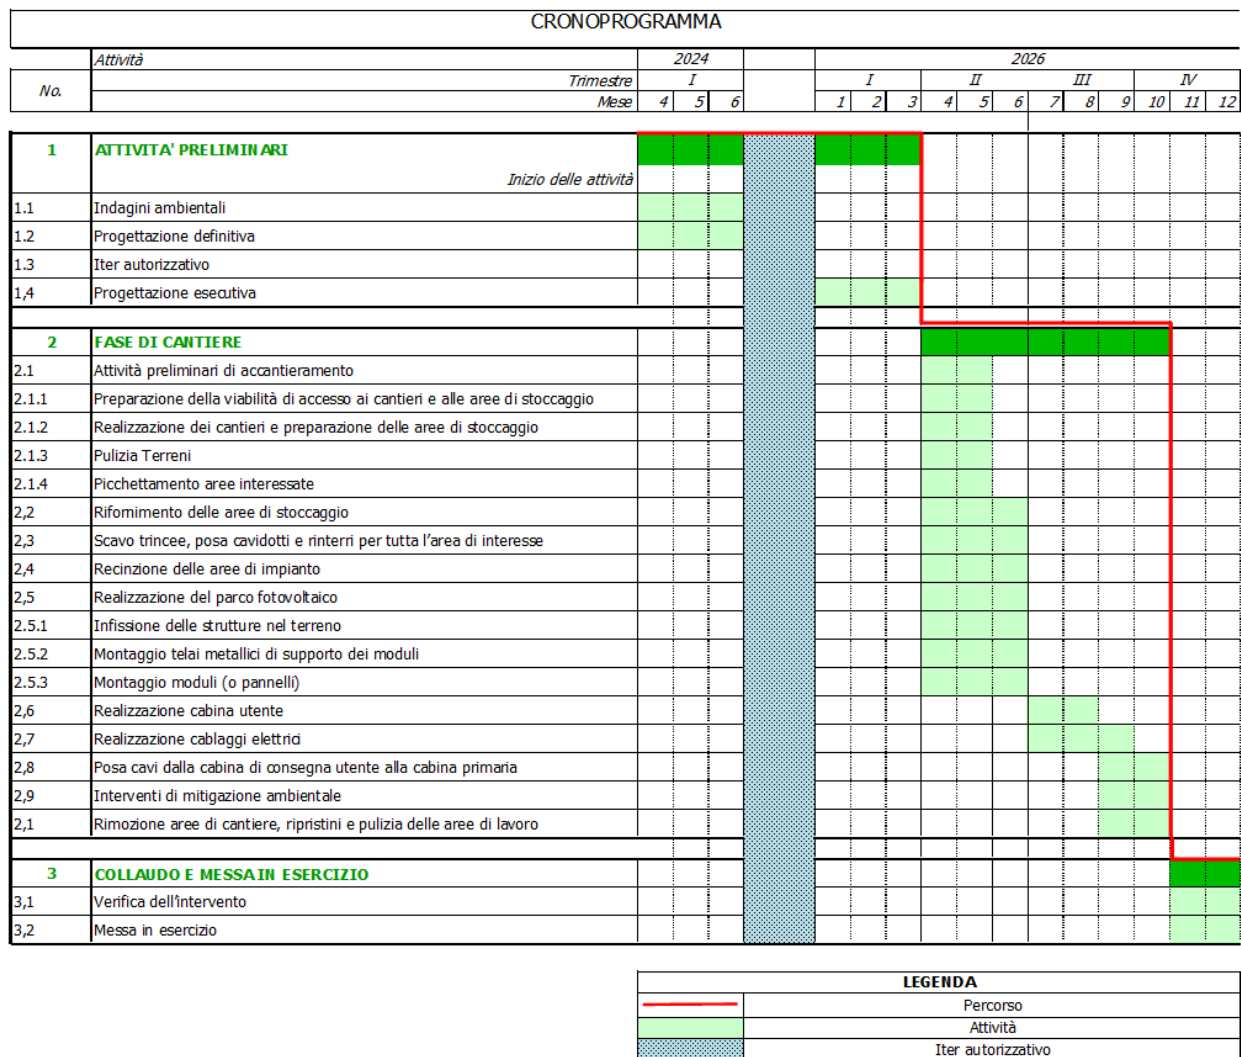 CRONOPROGRAMMA
Attività 2024 2026
No. Trimestre I I II III IV
Mese 4 5 6 1 2 3 4 5 6 7 8 9 10 11 12
1 ATTIVITA' PRELIMINARI
Inizio delle attività
1.1 Indagini ambientali
1.2 Progettazione definitiva
1.3 Iter autorizzativo
1,4 Progettazione esecutiva
2 FASE DI CANTIERE
2.1 Attività preliminari di accantieramento
2.1.1 Preparazione della viabilità di accesso ai cantieri e alle aree di stoccaggio
2.1.2 Realizzazione dei cantieri e preparazione delle aree di stoccaggio
2.1.3 Pulizia Terreni
2.1.4 Picchettamento aree interessate
2,2 Rifornimento delle aree di stoccaggio
2,3 Scavo trincee, posa cavidotti e rinterri per tutta l'area di interesse
2,4 Recinzione delle aree di impianto
2,5 Realizzazione del parco fotovoltaico
2.5.1 Infissione delle strutture nel terreno
2.5.2 Montaggio telai metallici di supporto dei moduli
2.5.3 Montaggio moduli (o pannelli)
2,6 Realizzazione cabina utente
2,7 Realizzazione cablaggi elettrici
2,8 Posa cavi dalla cabina di consegna utente alla cabina primaria
2,9 Interventi di mitigazione ambientale
2,1 Rimozione aree di cantiere, ripristini e pulizia delle aree di lavoro
3 COLLAUDO E MESSA IN ESERCIZIO
3,1 Verifica dell'intervento
3,2 Messa in esercizio
LEGENDA
Percorso
Attività
Iter autorizzativo